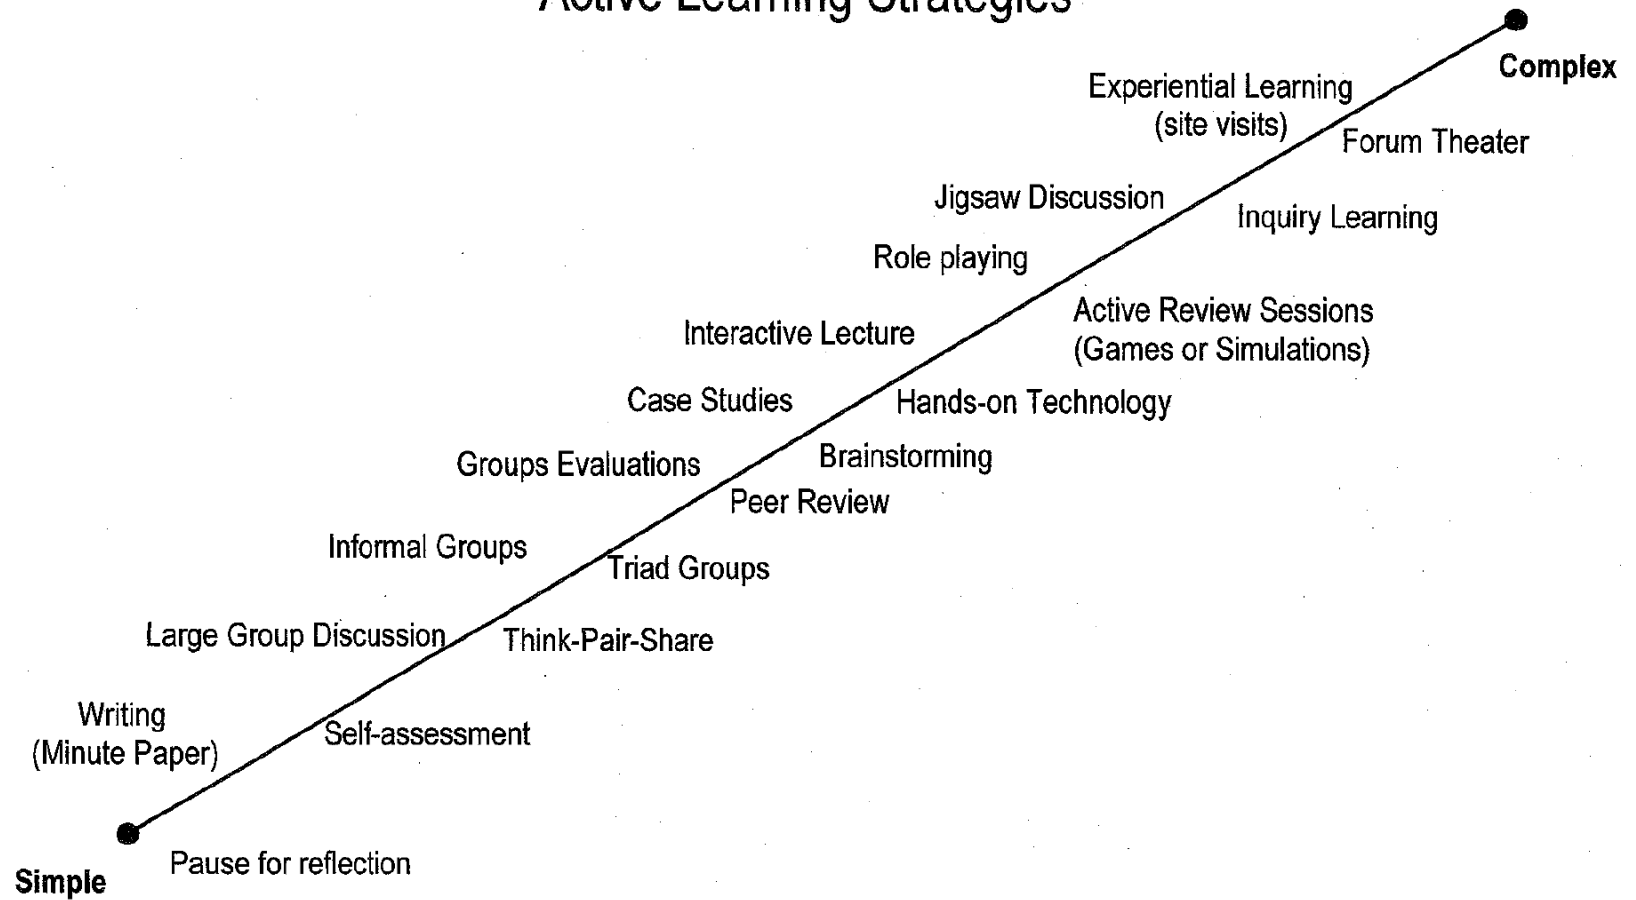 Active Learning Strategies
Complex
Experiential Learning
(site visits)
Forum Theater
Jigsaw Discussion
Inquiry Learning
Role playing
Active Review Sessions
(Games or Simulations)
Interactive Lecture
Case Studies
Hands-on Technology
Groups Evaluations
Brainstorming
Peer Review
Informal Groups
Triad Groups
Large Group Discussion
Think-Pair-Share
Writing
(Minute Paper)
Self-assessment
Pause for reflection
Simple